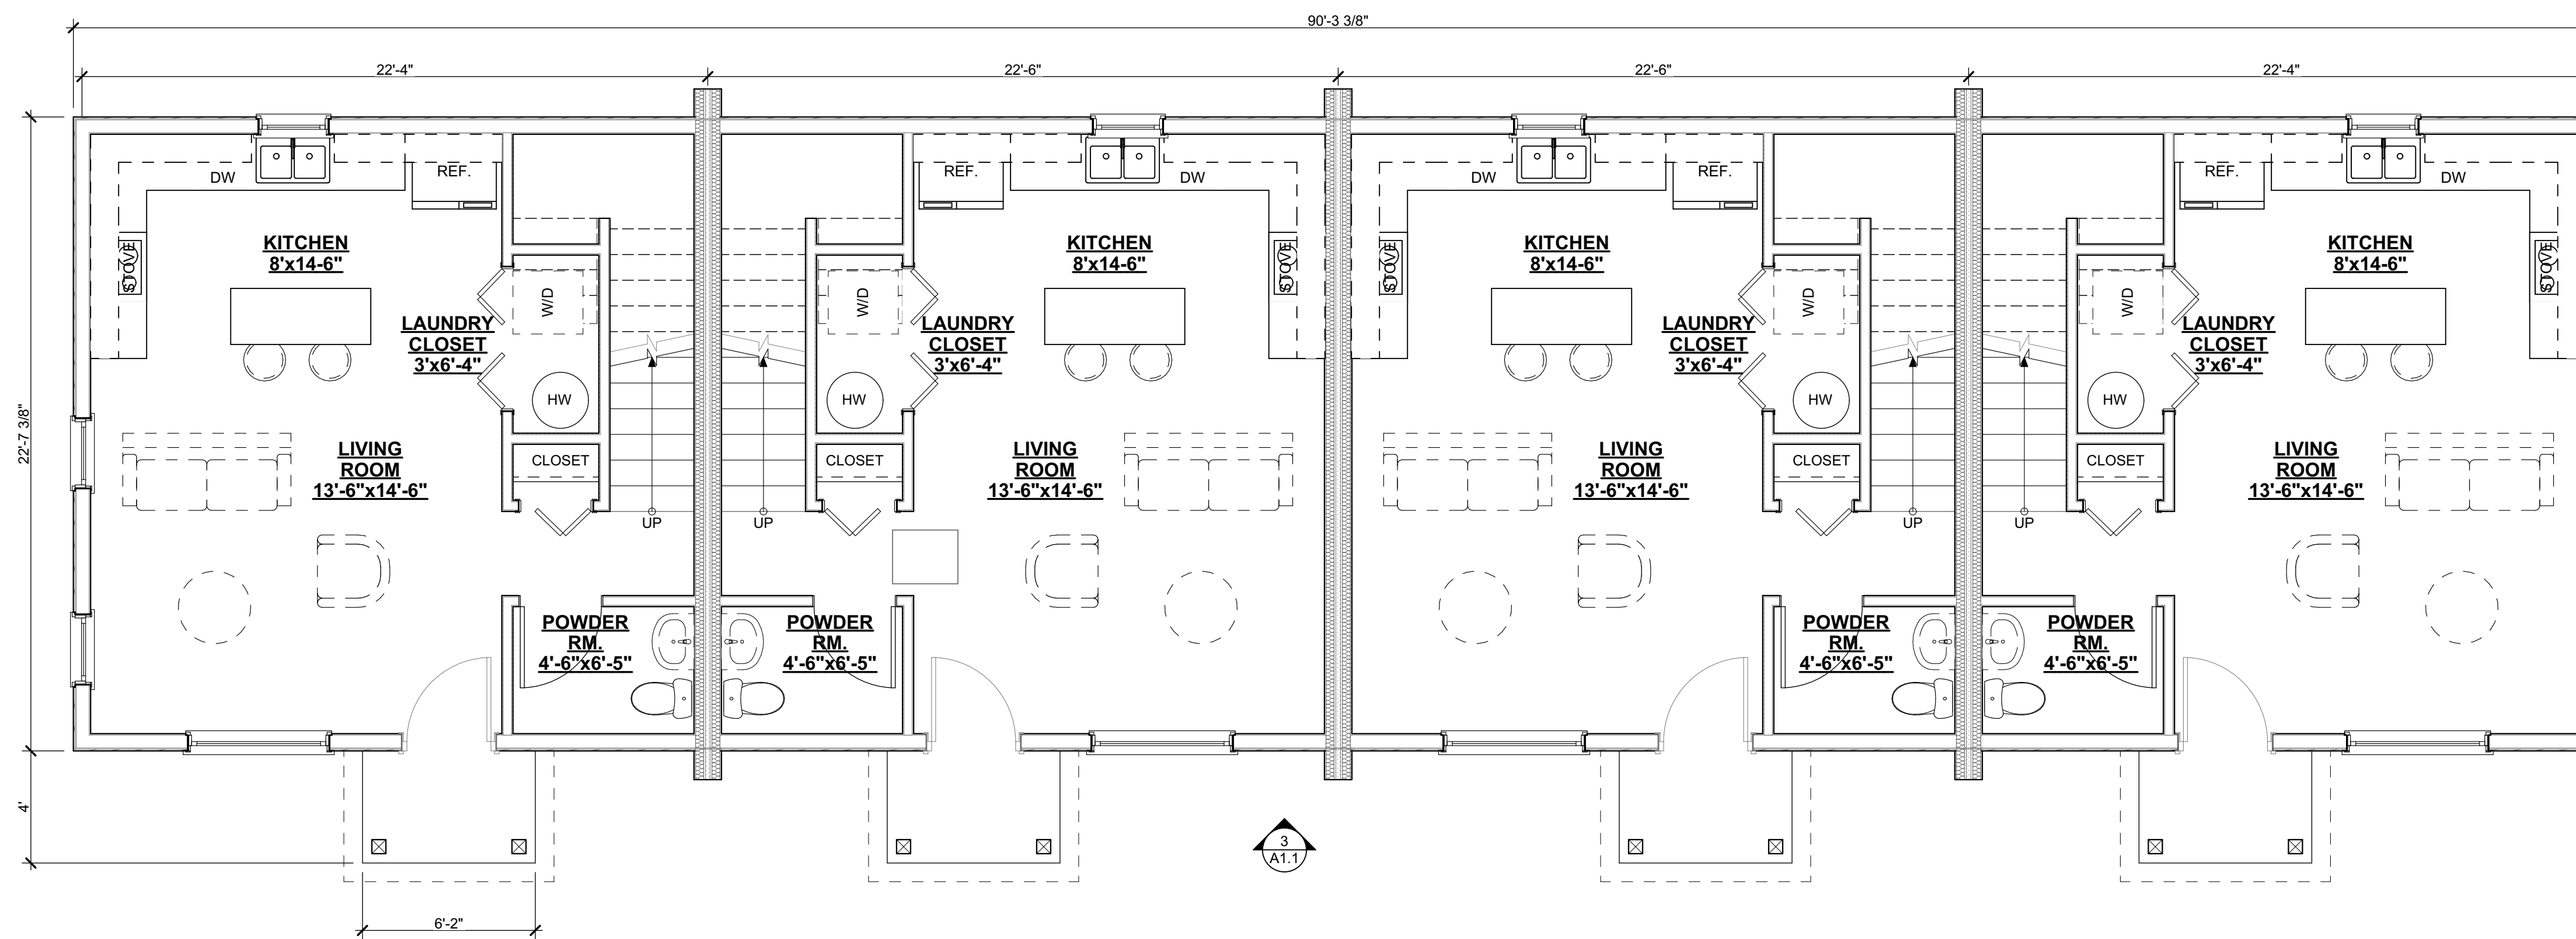 90'-3 3/8"
22'-4"
22'-6"
22'-6"
22'-4"
DW
REF.
REF.
DW
DW
REF.
REF.
DW
STOVE
KITCHEN
8'x14-6"
W/D
W/D
KITCHEN
8'x14-6"
STOVE
STOVE
KITCHEN
8'x14-6"
W/D
W/D
KITCHEN
8'x14-6"
STOVE
LAUNDRY
CLOSET
3'x6'-4"
LAUNDRY
CLOSET
3'x6'-4"
LAUNDRY
CLOSET
3'x6'-4"
LAUNDRY
CLOSET
3'x6'-4"
HW
HW
HW
HW
22'-7 3/8"
LIVING
ROOM
13'-6"x14'-6"
CLOSET
CLOSET
LIVING
ROOM
13'-6"x14'-6"
LIVING
ROOM
13'-6"x14'-6"
CLOSET
CLOSET
LIVING
ROOM
13'-6"x14'-6"
UP
UP
UP
UP
POWDER
RM.
4'-6"x6'-5"
POWDER
RM.
4'-6"x6'-5"
POWDER
RM.
4'-6"x6'-5"
POWDER
RM.
4'-6"x6'-5"
4'
3
A1.1
6'-2"